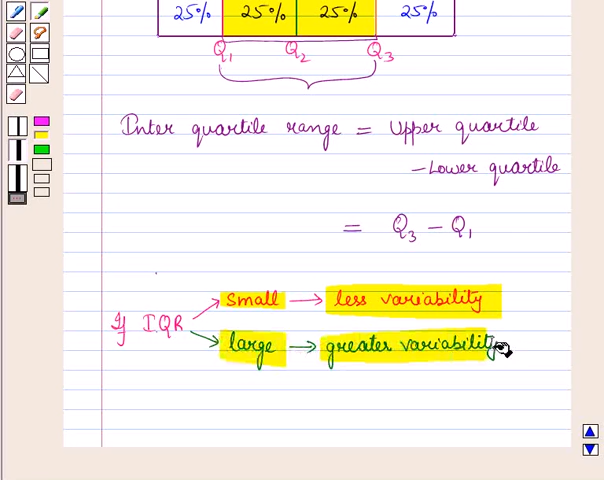 25% 25% 25% 25%
Q1 Q2 Q3
Inter quartile range = Upper quartile
- Lower quartile
= Q3 - Q1
small → less variability
If IQR
large → greater variability